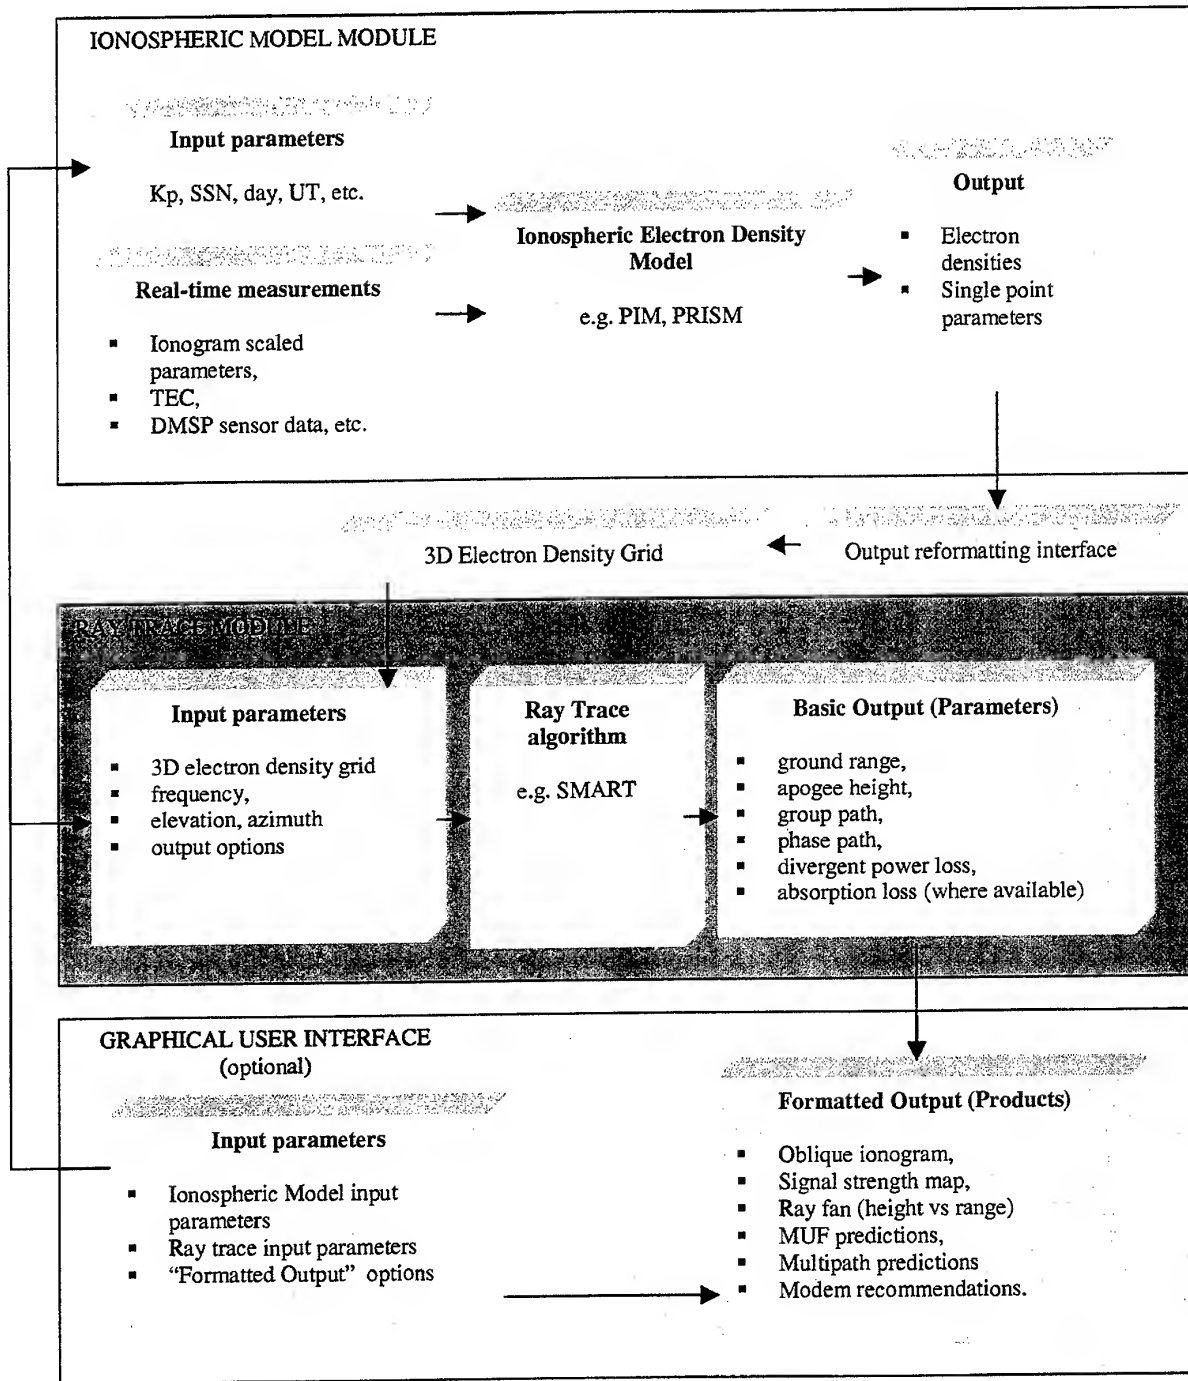 IONOSPHERIC MODEL MODULE
Input parameters
Kp, SSN, day, UT, etc.
Real-time measurements
▪ Ionogram scaled
parameters,
▪ TEC,
▪ DMSP sensor data, etc.
Ionospheric Electron Density
Model
e.g. PIM, PRISM
Output
▪ Electron
densities
▪ Single point
parameters
Output reformatting interface
3D Electron Density Grid
RAY TRACE MODULE
Input parameters
▪ 3D electron density grid
▪ frequency,
▪ elevation, azimuth
▪ output options
Ray Trace
algorithm
e.g. SMART
Basic Output (Parameters)
▪ ground range,
▪ apogee height,
▪ group path,
▪ phase path,
▪ divergent power loss,
▪ absorption loss (where available)
GRAPHICAL USER INTERFACE
(optional)
Input parameters
▪ Ionospheric Model input
parameters
▪ Ray trace input parameters
▪ “Formatted Output” options
Formatted Output (Products)
▪ Oblique ionogram,
▪ Signal strength map,
▪ Ray fan (height vs range)
▪ MUF predictions,
▪ Multipath predictions
▪ Modem recommendations.